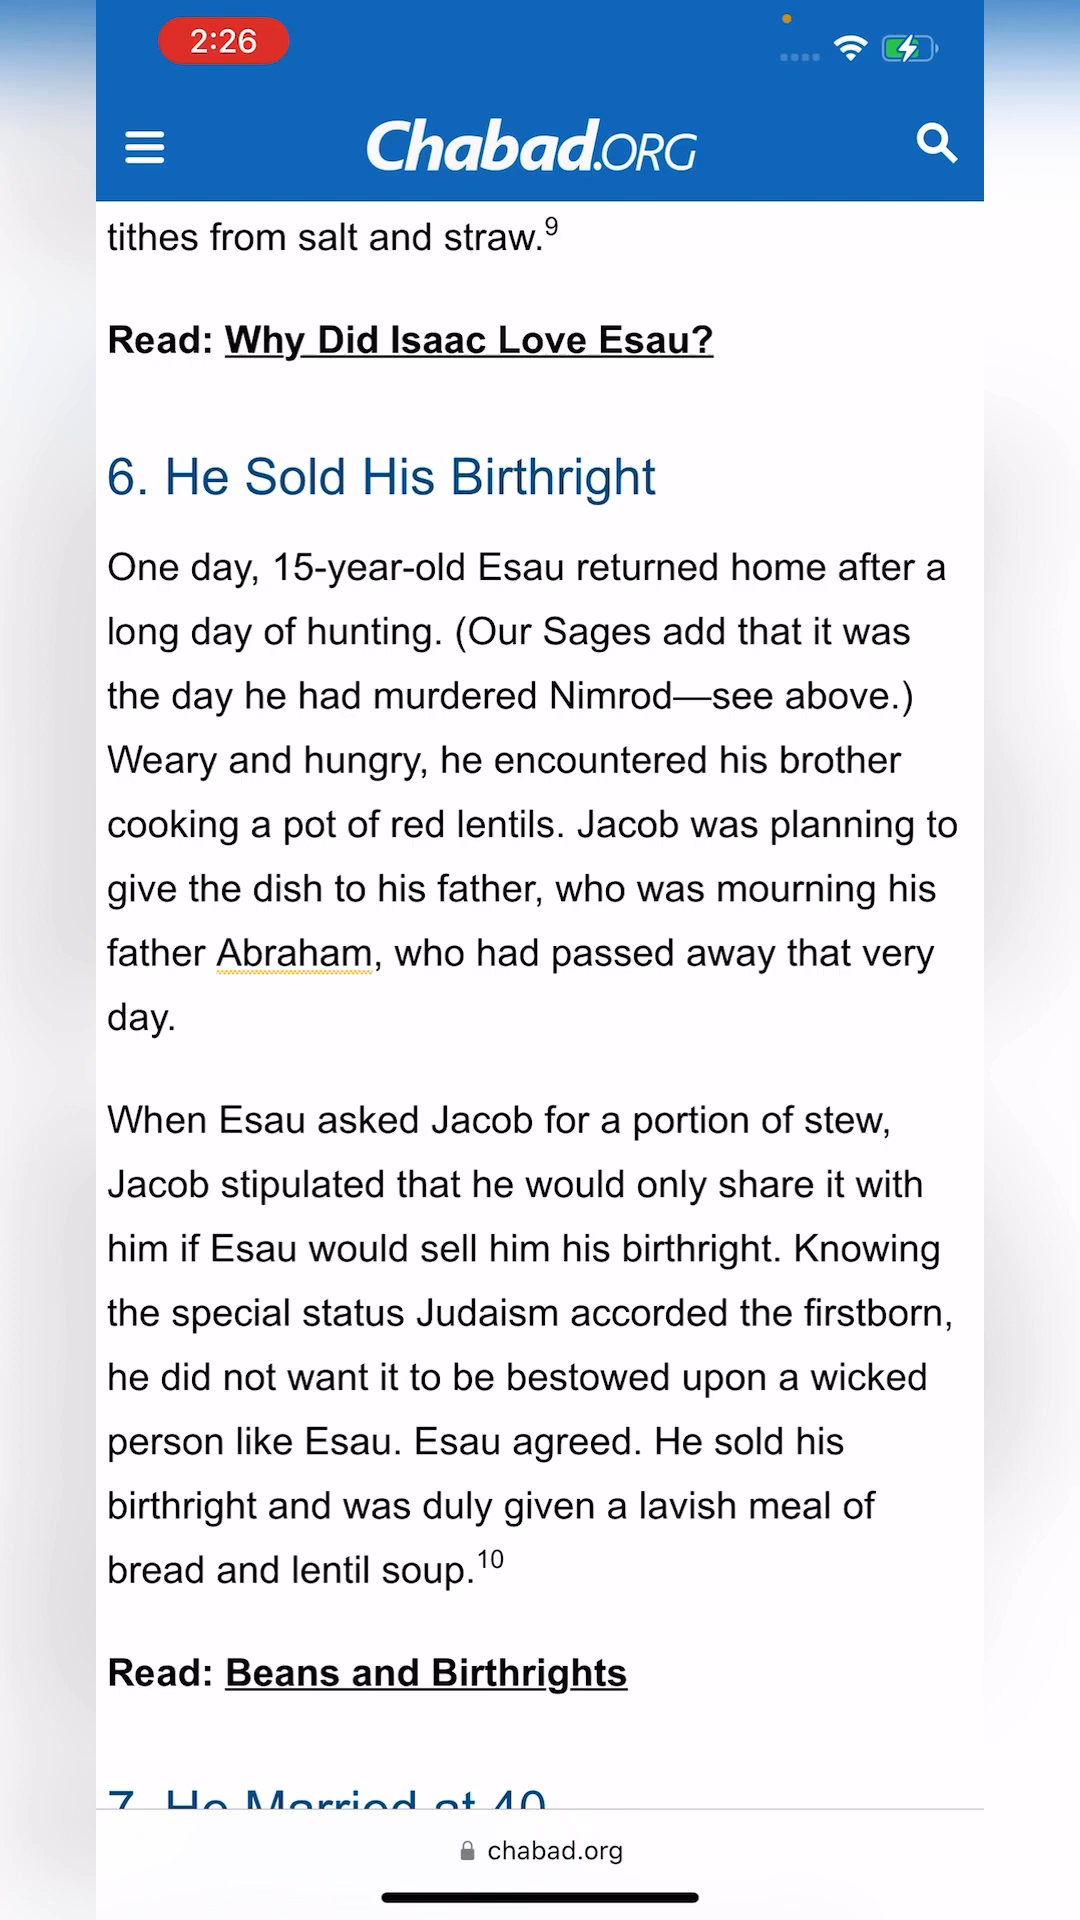 2:26
Chabad.ORG
tithes from salt and straw.9
Read: Why Did Isaac Love Esau?
6. He Sold His Birthright
One day, 15-year-old Esau returned home after a
long day of hunting. (Our Sages add that it was
the day he had murdered Nimrod—see above.)
Weary and hungry, he encountered his brother
cooking a pot of red lentils. Jacob was planning to
give the dish to his father, who was mourning his
father Abraham, who had passed away that very
day.
When Esau asked Jacob for a portion of stew,
Jacob stipulated that he would only share it with
him if Esau would sell him his birthright. Knowing
the special status Judaism accorded the firstborn,
he did not want it to be bestowed upon a wicked
person like Esau. Esau agreed. He sold his
birthright and was duly given a lavish meal of
bread and lentil soup.10
Read: Beans and Birthrights
7. He Married at 40
chabad.org